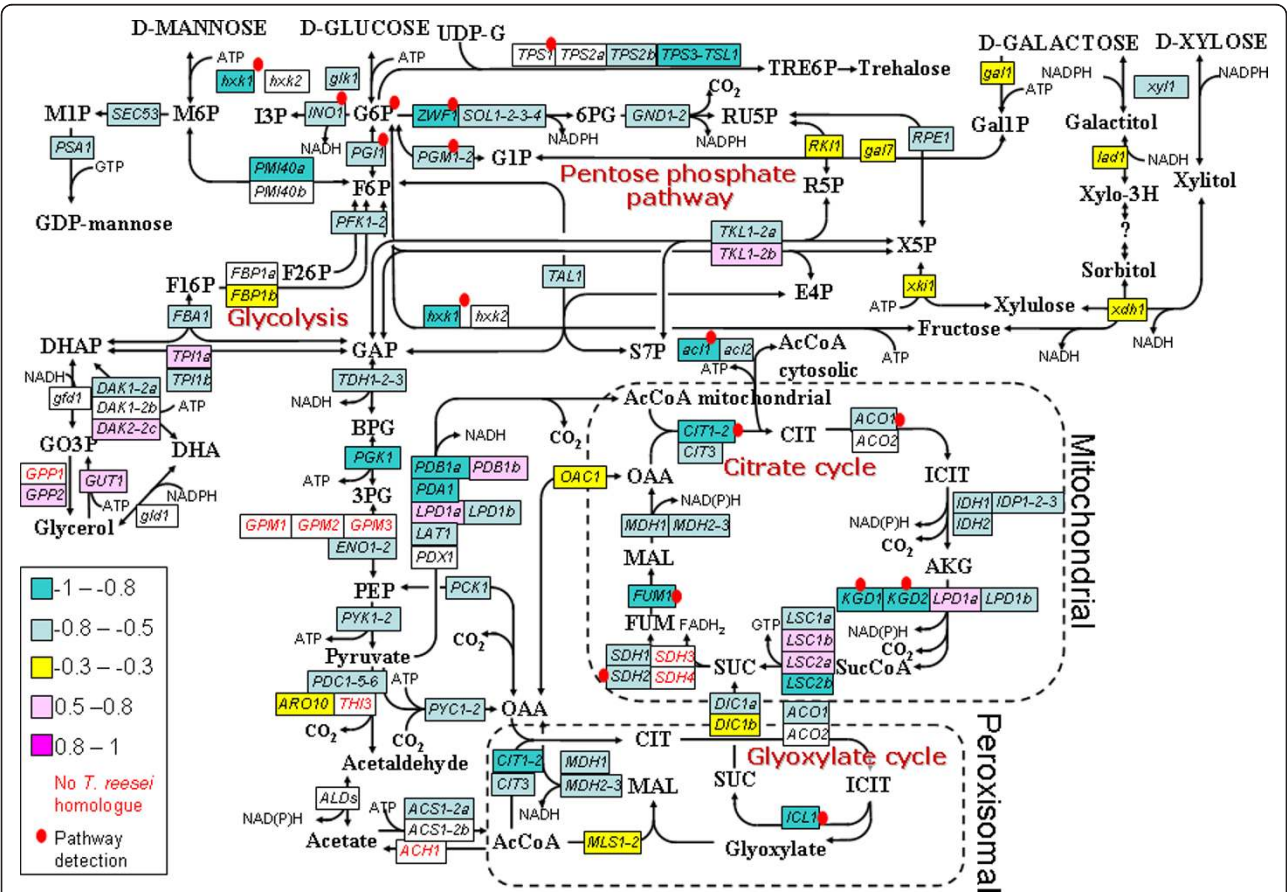 D-MANNOSE
D-GLUCOSE
UDP-G
D-GALACTOSE
D-XYLOSE
ATP
hxk1 hxk2
glk1
ATP
TPS1 TPS2a TPS2b TPS3-TSL1
TRE6P
Trehalose
gal1
ATP
NADPH
xyl1
NADPH
M1P
SEC53
M6P
I3P
INO1
G6P
ZWF1 SOL1-2-3-4
6PG
GND1-2
CO2
RU5P
Gal1P
Galactitol
PSA1
GTP
NADH
PGI1
NADPH
NADPH
PGM1-2
G1P
RKI1
gal7
RPE1
lad1
NADH
Xylitol
PMI40a
PMI40b
F6P
Pentose phosphate
pathway
R5P
Xylo-3H
GDP-mannose
PFK1-2
TKL1-2a
TKL1-2b
X5P
?
F16P
FBP1a
FBP1b
F26P
TAL1
E4P
xki1
ATP
Sorbitol
Glycolysis
FBA1
hxk1 hxk2
Xylulose
xdh1
Fructose
DHAP
TPI1a
TPI1b
GAP
S7P
acl1 acl2
AcCoA
cytosolic
ATP
ATP
NADH
NADH
NADH
gfd1
DAK1-2a
DAK1-2b
DAK2-2c
ATP
TDH1-2-3
NADH
AcCoA mitochondrial
GO3P
DHA
BPG
NADH
CO2
CIT1-2
CIT3
CIT
ACO1
ACO2
Citrate cycle
GPP1
GPP2
GUT1
ATP
NADPH
gld1
Glycerol
PGK1
ATP
3PG
PDB1a PDB1b
PDA1
LPD1a LPD1b
LAT1
PDX1
OAC1
OAA
ICIT
NAD(P)H
MDH1 MDH2-3
IDH1 IDP1-2-3
IDH2
NAD(P)H
CO2
GPM1 GPM2 GPM3
ENO1-2
MAL
AKG
Mitochondrial
PEP
PCK1
FUM1
KGD1 KGD2 LPD1a LPD1b
PYK1-2
ATP
CO2
FUM
FADH2
GTP
LSC1a
LSC1b
LSC2a
LSC2b
NAD(P)H
CO2
Pyruvate
SDH1 SDH3
SDH2 SDH4
SUC
SucCoA
PDC1-5-6
ARO10 THI3
ATP
PYC1-2
OAA
DIC1a
DIC1b
ACO1
ACO2
CO2
CO2
CIT
Glyoxylate cycle
Acetaldehyde
CIT1-2
CIT3
MDH1
MDH2-3
MAL
SUC
ICIT
Peroxisomal
ALDs
NAD(P)H
ATP
ACS1-2a
ACS1-2b
NADH
ICL1
Acetate
ACH1
AcCoA
MLS1-2
Glyoxylate
-1 – -0.8
-0.8 – -0.5
-0.3 – -0.3
0.5 –0.8
0.8 – 1
No T. reesei
homologue
Pathway
detection